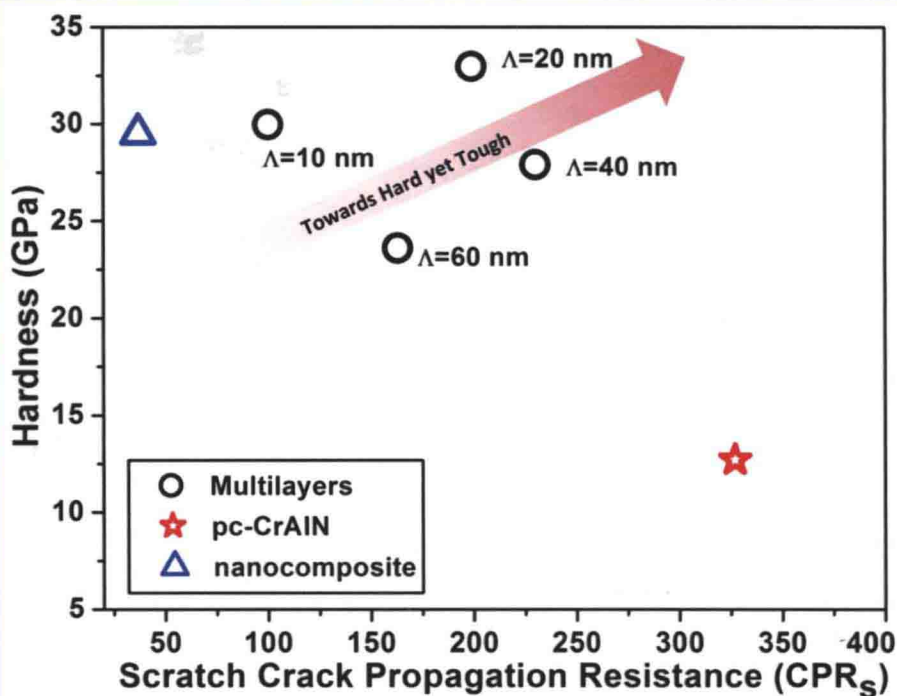 35
30
25
20
15
10
5
Hardness (GPa)
Λ=20 nm
Λ=10 nm
Λ=40 nm
Λ=60 nm
Towards Hard yet Tough
Multilayers
pc-CrAlN
nanocomposite
50 100 150 200 250 300 350 400
Scratch Crack Propagation Resistance (CPRs)